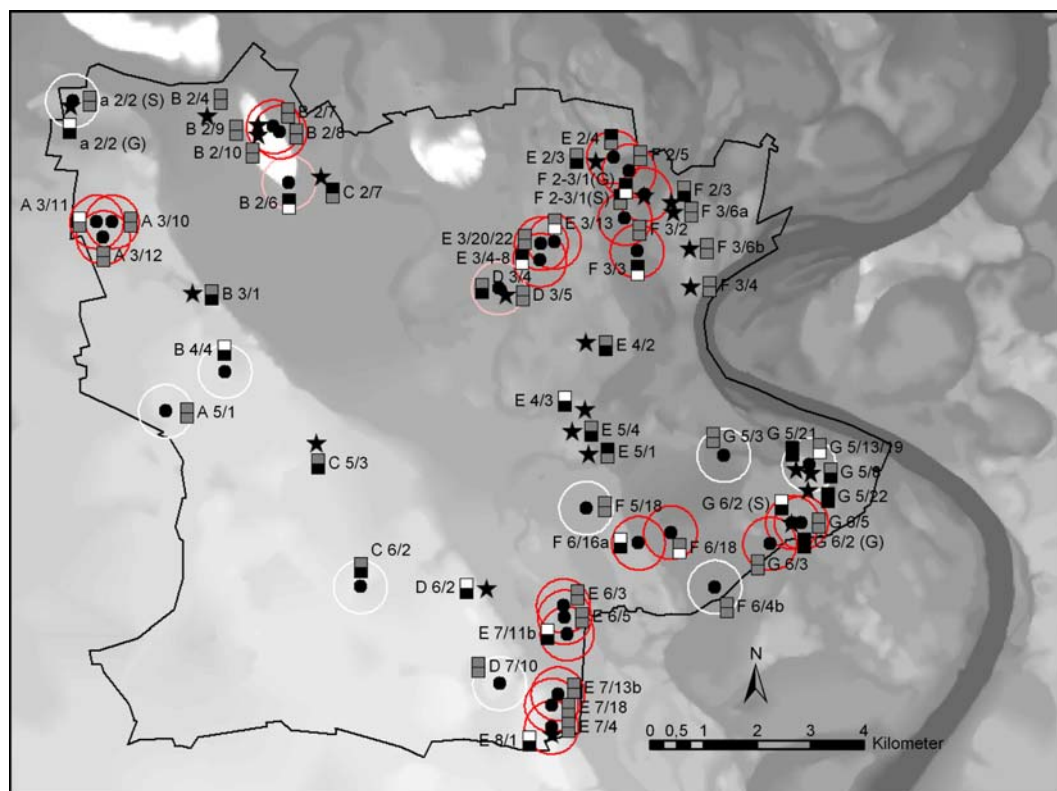 a 2/2 (S)
B 2/4
B 2/7
a 2/2 (G)
B 2/9
B 2/8
B 2/10
E 2/4
E 2/3
F 2/5
F 2-3/1(G)
C 2/7
F 2/3
B 2/6
F 2-3/1(S)
A 3/11
A 3/10
F 3/6a
E 3/13
F 3/2
E 3/20/22
F 3/6b
A 3/12
E 3/4-8
F 3/3
D 3/4
F 3/4
B 3/1
D 3/5
E 4/2
B 4/4
E 4/3
A 5/1
E 5/4
G 5/21
G 5/3
G 5/13/19
E 5/1
C 5/3
G 5/8
G 5/22
G 6/2 (S)
F 5/18
G 6/5
F 6/16a
F 6/18
G 6/2 (G)
G 6/3
C 6/2
D 6/2
E 6/3
F 6/4b
E 6/5
E 7/11b
N
D 7/10
E 7/13b
E 7/18
E 7/4
E 8/1
0 0,5 1 2 3 4
Kilometer